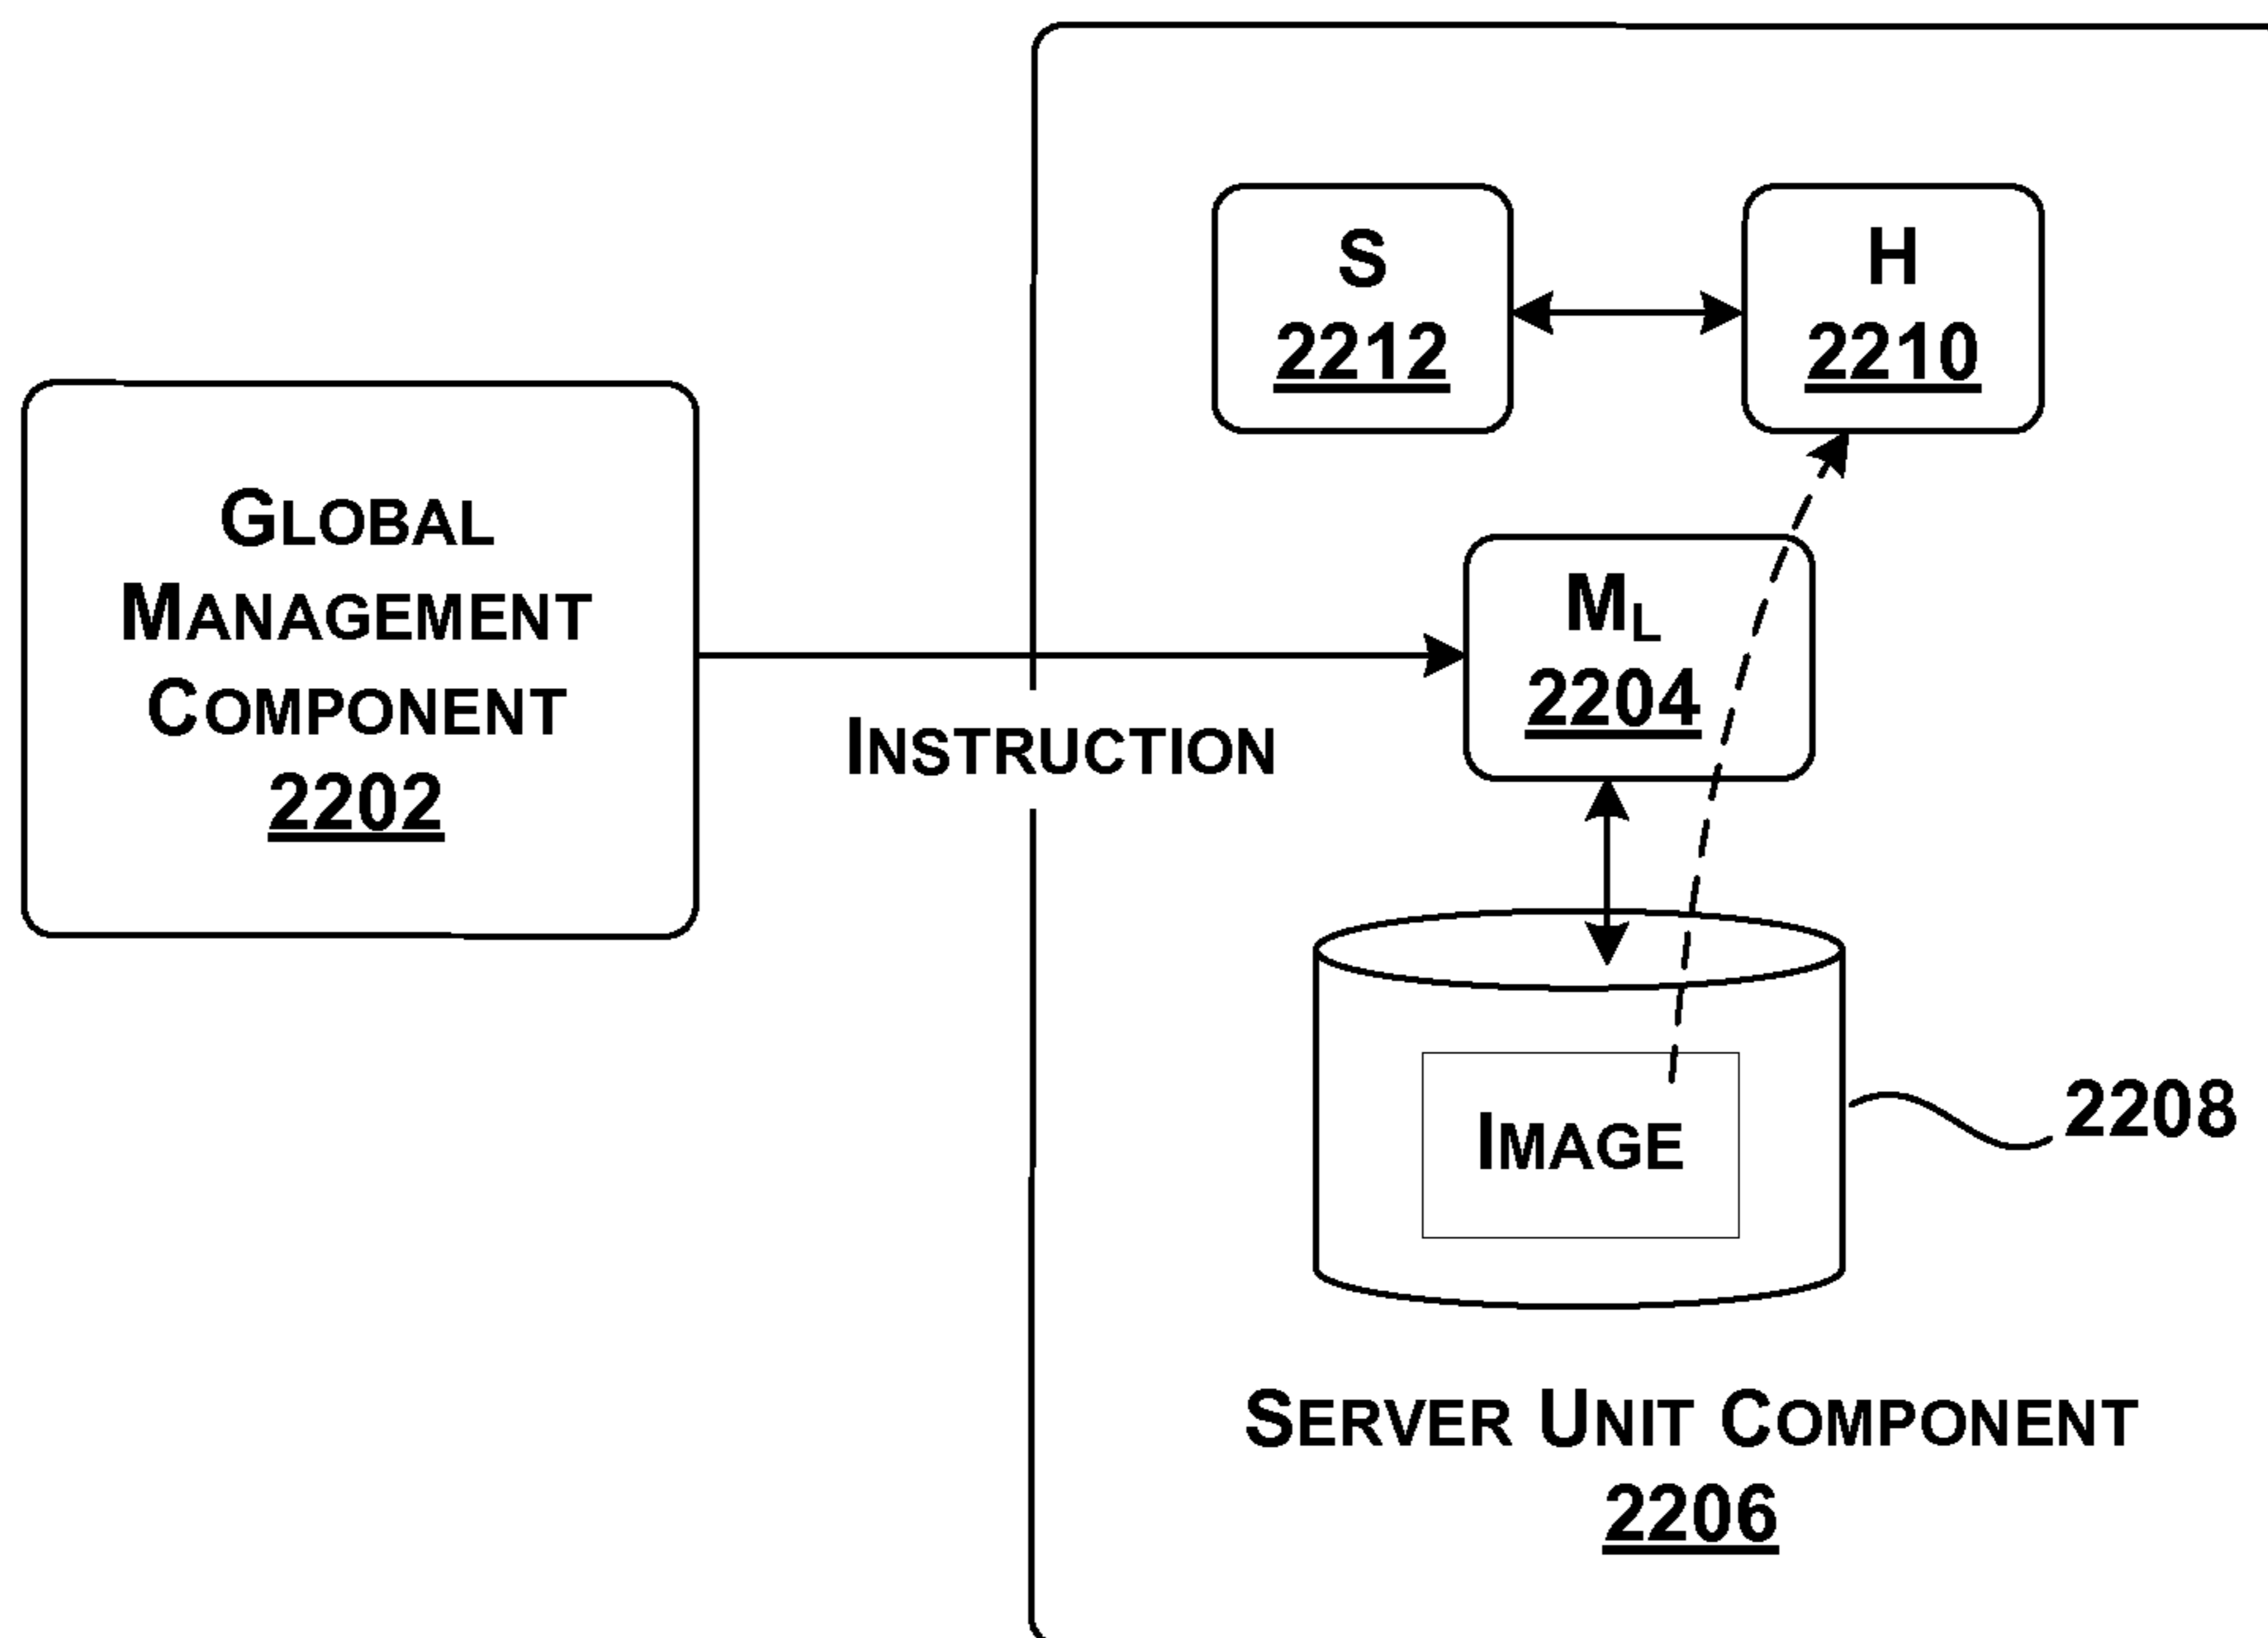 S
2212
H
2210
GLOBAL
MANAGEMENT
COMPONENT
2202
ML
2204
INSTRUCTION
IMAGE
2208
SERVER UNIT COMPONENT
2206